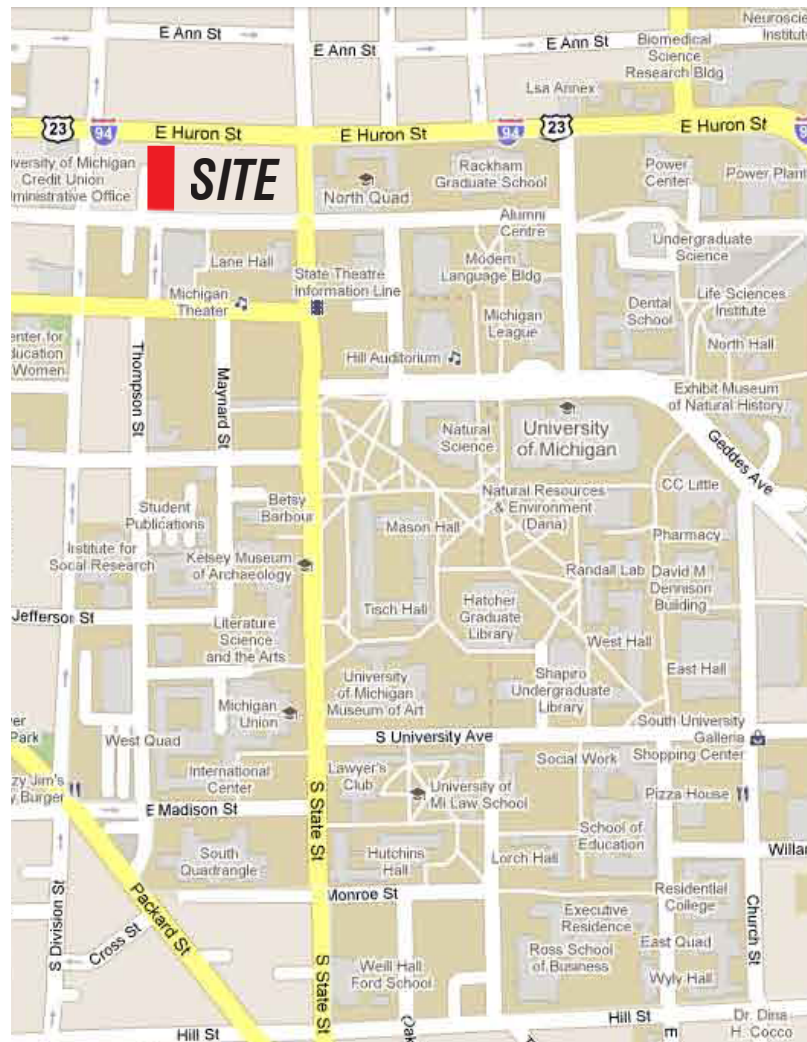 Neuroscie
Institut
E Ann St
E Ann St
E Ann St
Biomedical
Science
Research Bldg
Lsa Annex
23
94
E Huron St
E Huron St
94
23
E Huron St
9
versity of Michigan
Credit Union
ministrative Office
SITE
North Quad
Rackham
Graduate School
Power
Center
Power Plant
Alumni
Centre
Undergraduate
Science
Lane Hall
Modern
Language Bldg
State Theatre
Information Line
Michigan
Theater
Michigan
League
Dental
School
Life Sciences
Institute
North Hall
enter for
ducation
Women
Thompson St
Maynard St
Hill Auditorium
Exhibit Museum
of Natural History
Natural
Science
University
of Michigan
Geddes Ave
CC Little
Betsy
Barbour
Natural Resources
& Environment
(Dana)
Student
Publications
Mason Hall
Pharmacy
Institute for
Social Research
Kelsey Museum
of Archaeology
Randall Lab
David M
Dennison
Building
Jefferson St
Tisch Hall
Hatcher
Graduate
Library
Literature
Science
and the Arts
West Hall
East Hall
University
of Michigan
Museum of Art
Shapiro
Undergraduate
Library
Michigan
Union
South University
Galleria
Shopping Center
er
Park
West Quad
S University Ave
Social Work
zy Jim's
y Burger
International
Center
Lawyer's
Club
University of
Mi Law School
Pizza House
E Madison St
S State St
School of
Education
South
Quadrangle
Hutchins
Hall
Lorch Hall
Willa
S Division St
Packard St
Cross St
Monroe St
Residential
College
Church St
Executive
Residence
East Quad
Ross School
of Business
Weill Hall
Ford School
S State St
Wyly Hall
Hill St
Oak
Hill St
E
Dr. Dina
H. Cocco